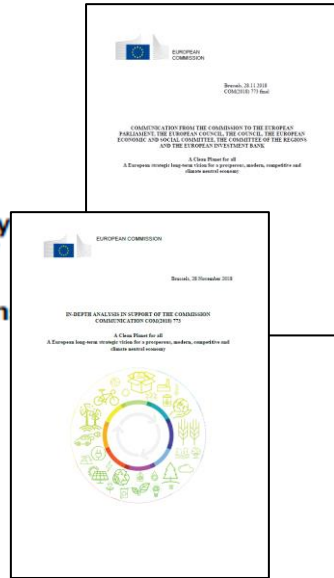 EUROPEAN
COMMISSION
Brussels, 28.11.2018
COM(2018) 773 final
COMMUNICATION FROM THE COMMISSION TO THE EUROPEAN
PARLIAMENT, THE EUROPEAN COUNCIL, THE COUNCIL, THE EUROPEAN
ECONOMIC AND SOCIAL COMMITTEE, THE COMMITTEE OF THE REGIONS
AND THE EUROPEAN INVESTMENT BANK
A Clean Planet for all
A European strategic long-term vision for a prosperous, modern, competitive and
climate neutral economy
y
n
EUROPEAN COMMISSION
Brussels, 28 November 2018
IN-DEPTH ANALYSIS IN SUPPORT OF THE COMMISSION
COMMUNICATION COM(2018) 773
A Clean Planet for all
A European long-term strategic vision for a prosperous, modern, competitive and
climate neutral economy